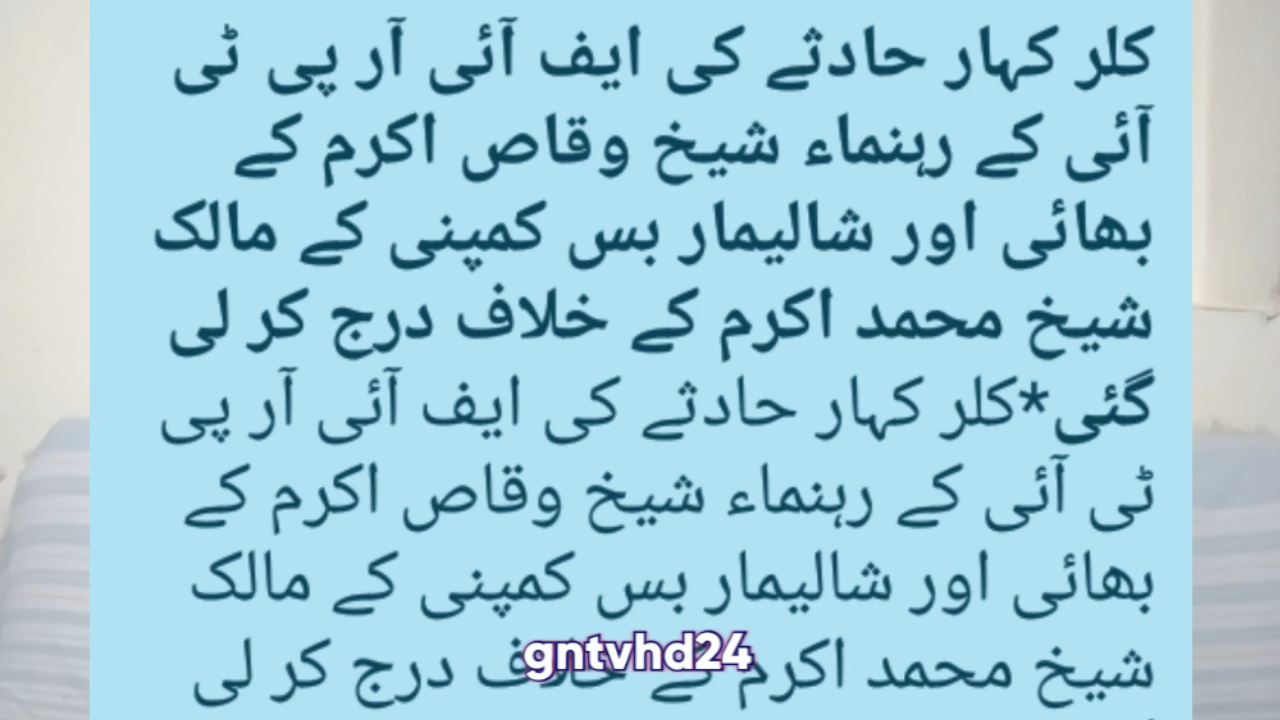 کلر کہار حادثے کی ایف آئی آر پی ٹی
آئی کے رہنماء شیخ وقاص اکرم کے
بھائی اور شالیمار بس کمپنی کے مالک
شیخ محمد اکرم کے خلاف درج کر لی
گئی*کلر کہار حادثے کی ایف آئی آر پی
ٹی آئی کے رہنماء شیخ وقاص اکرم کے
بھائی اور شالیمار بس کمپنی کے مالک
شیخ محمد اکرم کے خلاف درج کر لی
gntvhd24